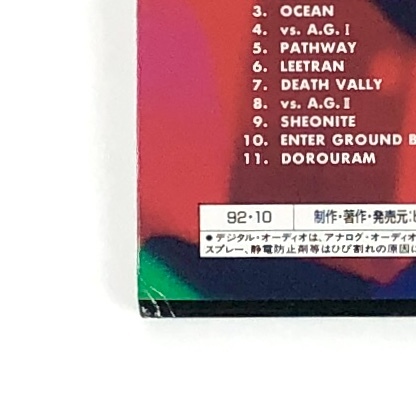 3. OCEAN
4. vs. A.G. I
5. PATHWAY
6. LEETRAN
7. DEATH VALLY
8. vs. A.G. II
9. SHEONITE
10. ENTER GROUND B
11. DOROURAM
92・10 制作・著作・発売元:ビ
● デジタル・オーディオは、アナログ・オーディオ
スプレー、静電防止剤等はひび割れの原因に